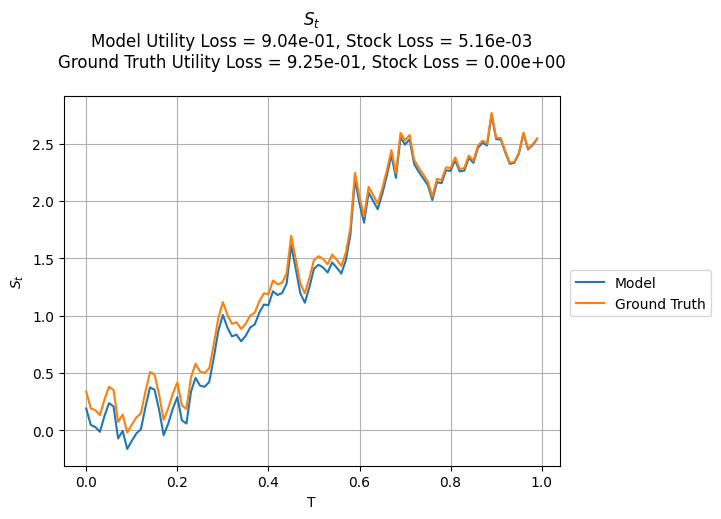 S_t
Model Utility Loss = 9.04e-01, Stock Loss = 5.16e-03
Ground Truth Utility Loss = 9.25e-01, Stock Loss = 0.00e+00
2.5
2.0
1.5
1.0
0.5
0.0
S_t
0.0 0.2 0.4 0.6 0.8 1.0
T
Model
Ground Truth